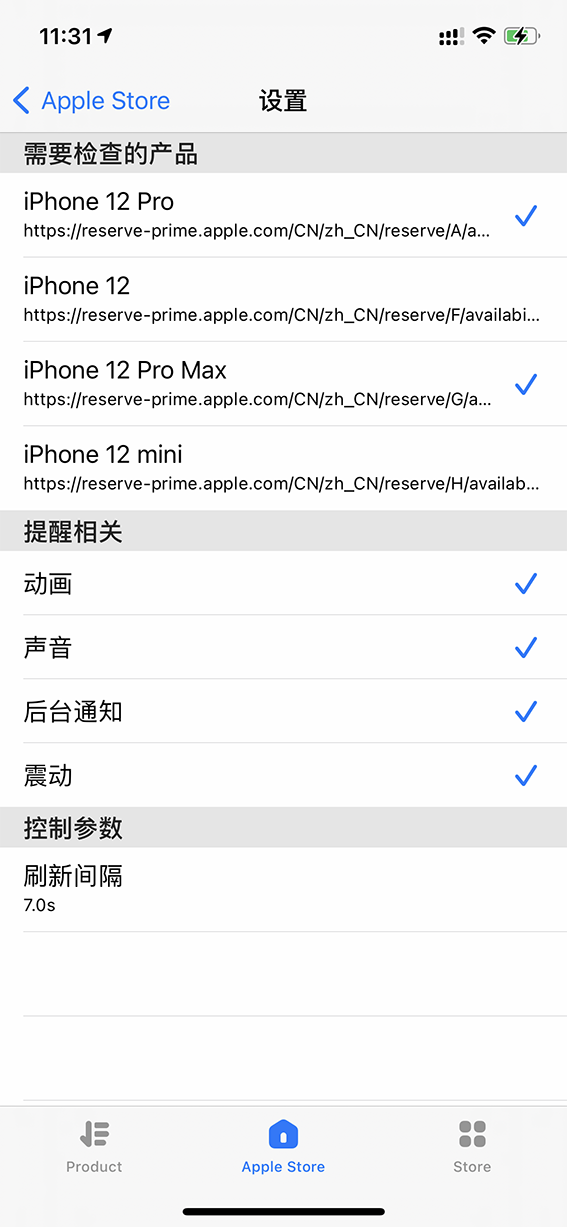 11:31
Apple Store
设置
需要检查的产品
iPhone 12 Pro
https://reserve-prime.apple.com/CN/zh_CN/reserve/A/a...
iPhone 12
https://reserve-prime.apple.com/CN/zh_CN/reserve/F/availabi...
iPhone 12 Pro Max
https://reserve-prime.apple.com/CN/zh_CN/reserve/G/a...
iPhone 12 mini
https://reserve-prime.apple.com/CN/zh_CN/reserve/H/availab...
提醒相关
动画
声音
后台通知
震动
控制参数
刷新间隔
7.0s
Product
Apple Store
Store